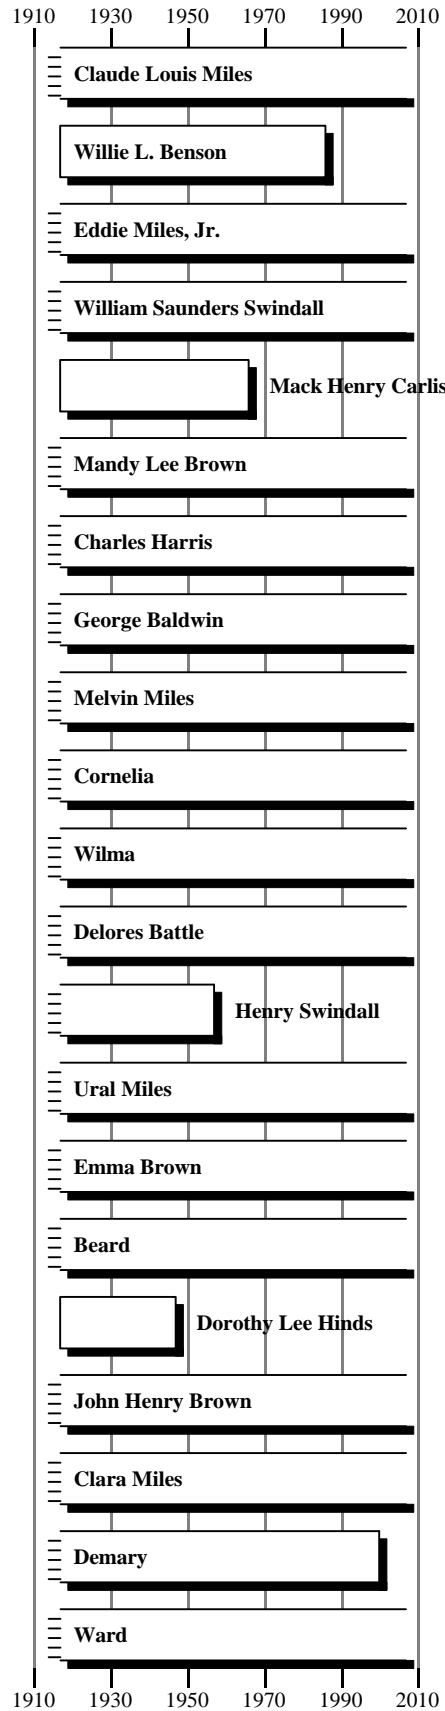 1910 1930 1950 1970 1990 2010
Claude Louis Miles
Willie L. Benson
Eddie Miles, Jr.
William Saunders Swindall
Mack Henry Carlis
Mandy Lee Brown
Charles Harris
George Baldwin
Melvin Miles
Cornelia
Wilma
Delores Battle
Henry Swindall
Ural Miles
Emma Brown
Beard
Dorothy Lee Hinds
John Henry Brown
Clara Miles
Demary
Ward
1910 1930 1950 1970 1990 2010